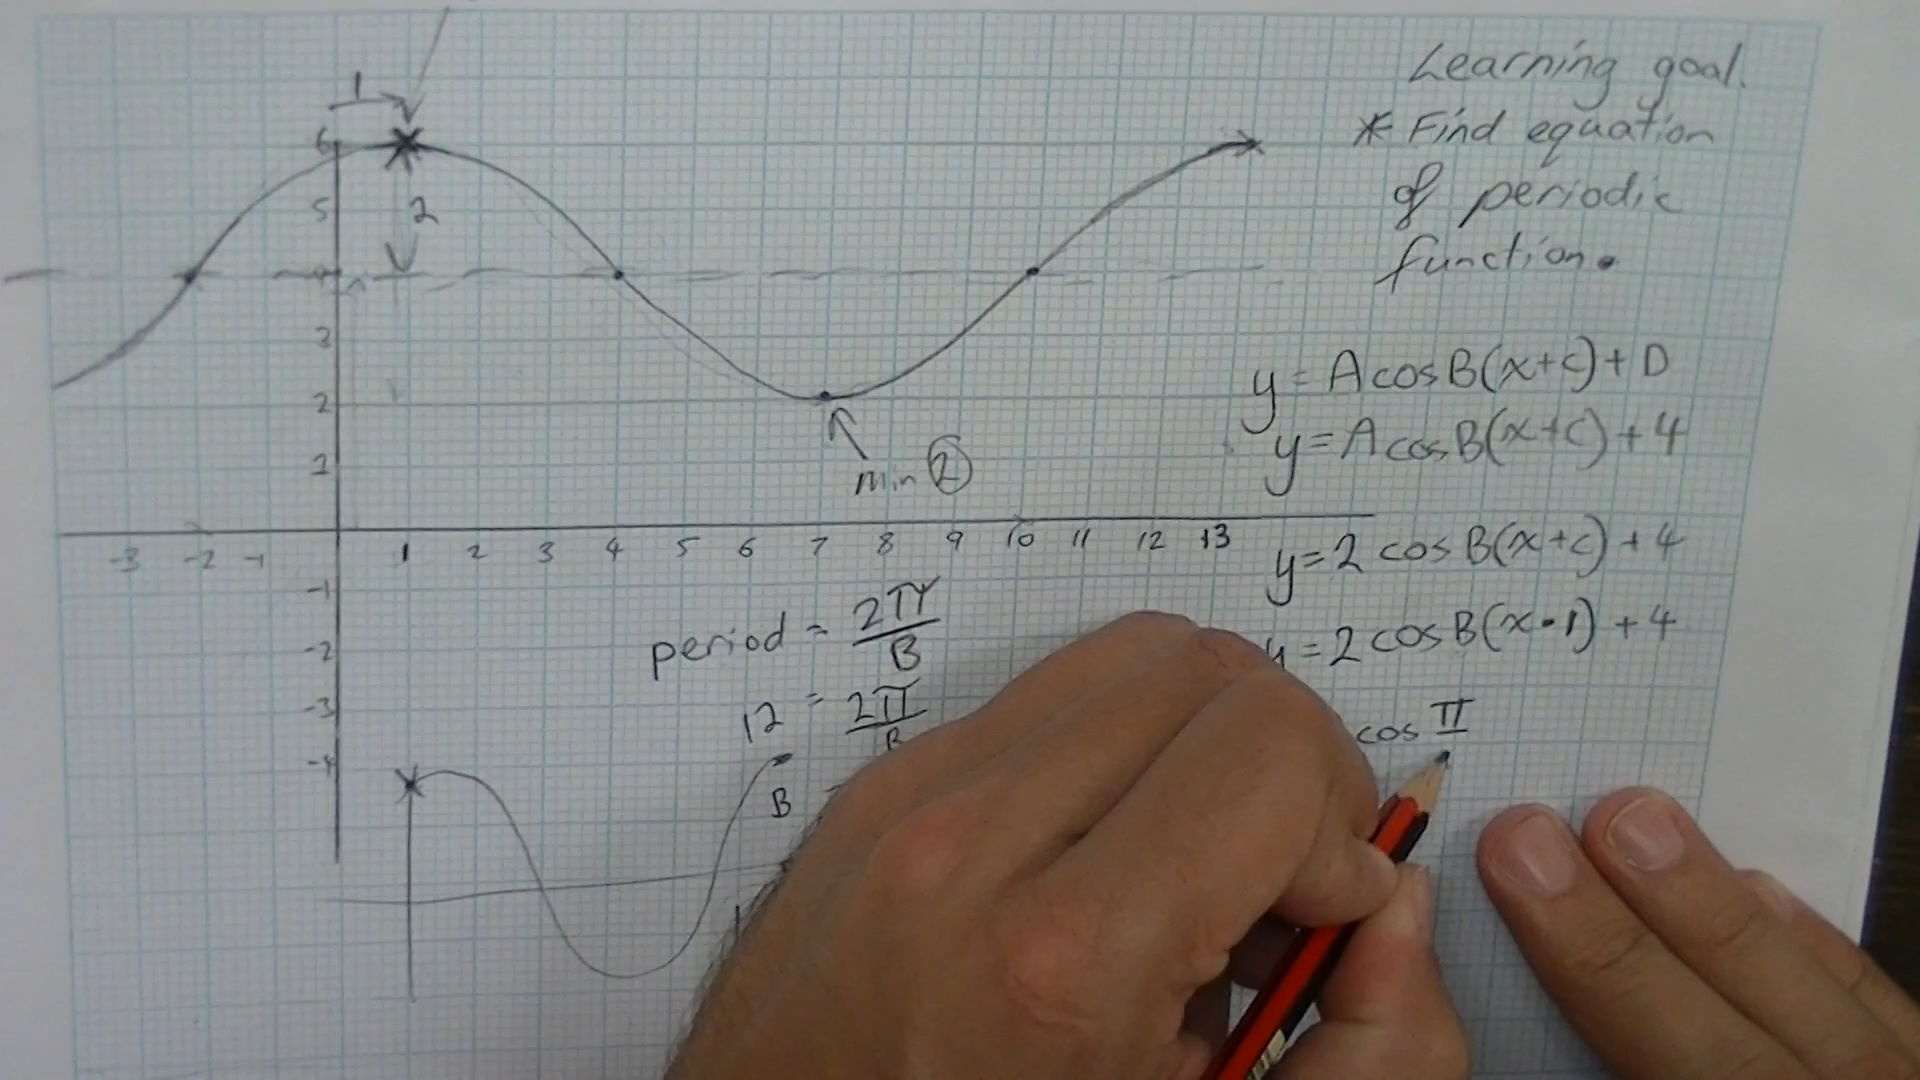 Learning goal.
* Find equation
of periodic
function.
1
6
5
2
4
3
2
1
min 2
-3 -2 -1 1 2 3 4 5 6 7 8 9 10 11 12 13
-1
-2
-3
-4
y = A cos B(x+c) + D
y = A cos B(x+c) + 4
y = 2 cos B(x+c) + 4
y = 2 cos B(x-1) + 4
cos π
period = 2π/B
12 = 2π/B
B =